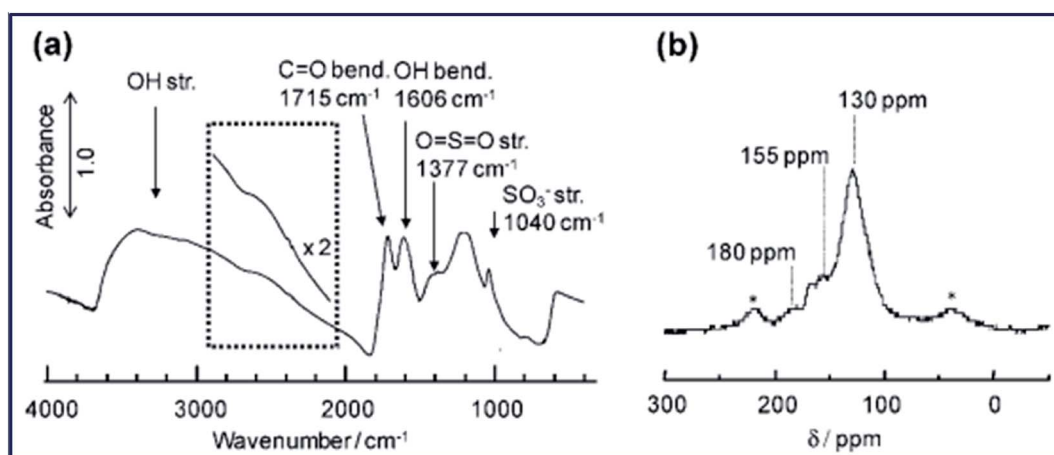 (a)
OH str.
C=O bend. OH bend.
1715 cm⁻¹ 1606 cm⁻¹
O=S=O str.
1377 cm⁻¹
SO₃⁻ str.
1040 cm⁻¹
Absorbance
1.0
x 2
4000 3000 2000 1000
Wavenumber / cm⁻¹
(b)
130 ppm
155 ppm
180 ppm
* *
300 200 100 0
δ / ppm